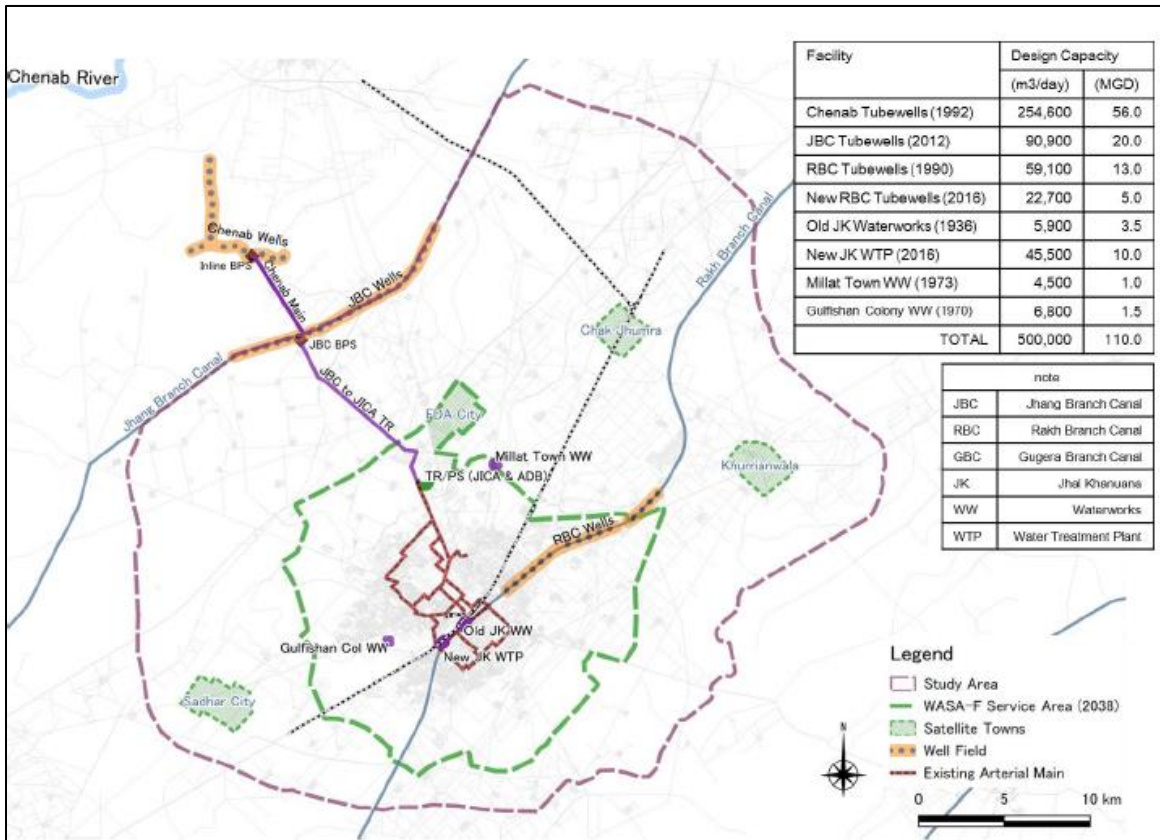 Chenab River
Facility Design Capacity
(m3/day) (MGD)
Chenab Tubewells (1992) 254,600 56.0
JBC Tubewells (2012) 90,900 20.0
RBC Tubewells (1990) 59,100 13.0
New RBC Tubewells (2016) 22,700 5.0
Old JK Waterworks (1936) 5,900 3.5
New JK WTP (2016) 45,500 10.0
Millat Town WW (1973) 4,500 1.0
Gulfishan Colony WW (1970) 6,800 1.5
TOTAL 500,000 110.0
note
JBC Jhang Branch Canal
RBC Rakh Branch Canal
GBC Gugera Branch Canal
JK Jhal Khanuana
WW Waterworks
WTP Water Treatment Plant
Chenab Wells
Inline BPS
Chenab Main
JBC Wells
JBC BPS
Rakh Branch Canal
Jhang Branch Canal
JBC to JICA TR
Chak Jhumra
FDA City
Millat Town WW
TR/PS (JICA & ADB)
Khurrianwala
RBC Wells
Old JK WW
Gulfishan Col WW
New JK WTP
Sadhar City
Legend
Study Area
WASA-F Service Area (2038)
Satellite Towns
Well Field
Existing Arterial Main
N
0 5 10 km